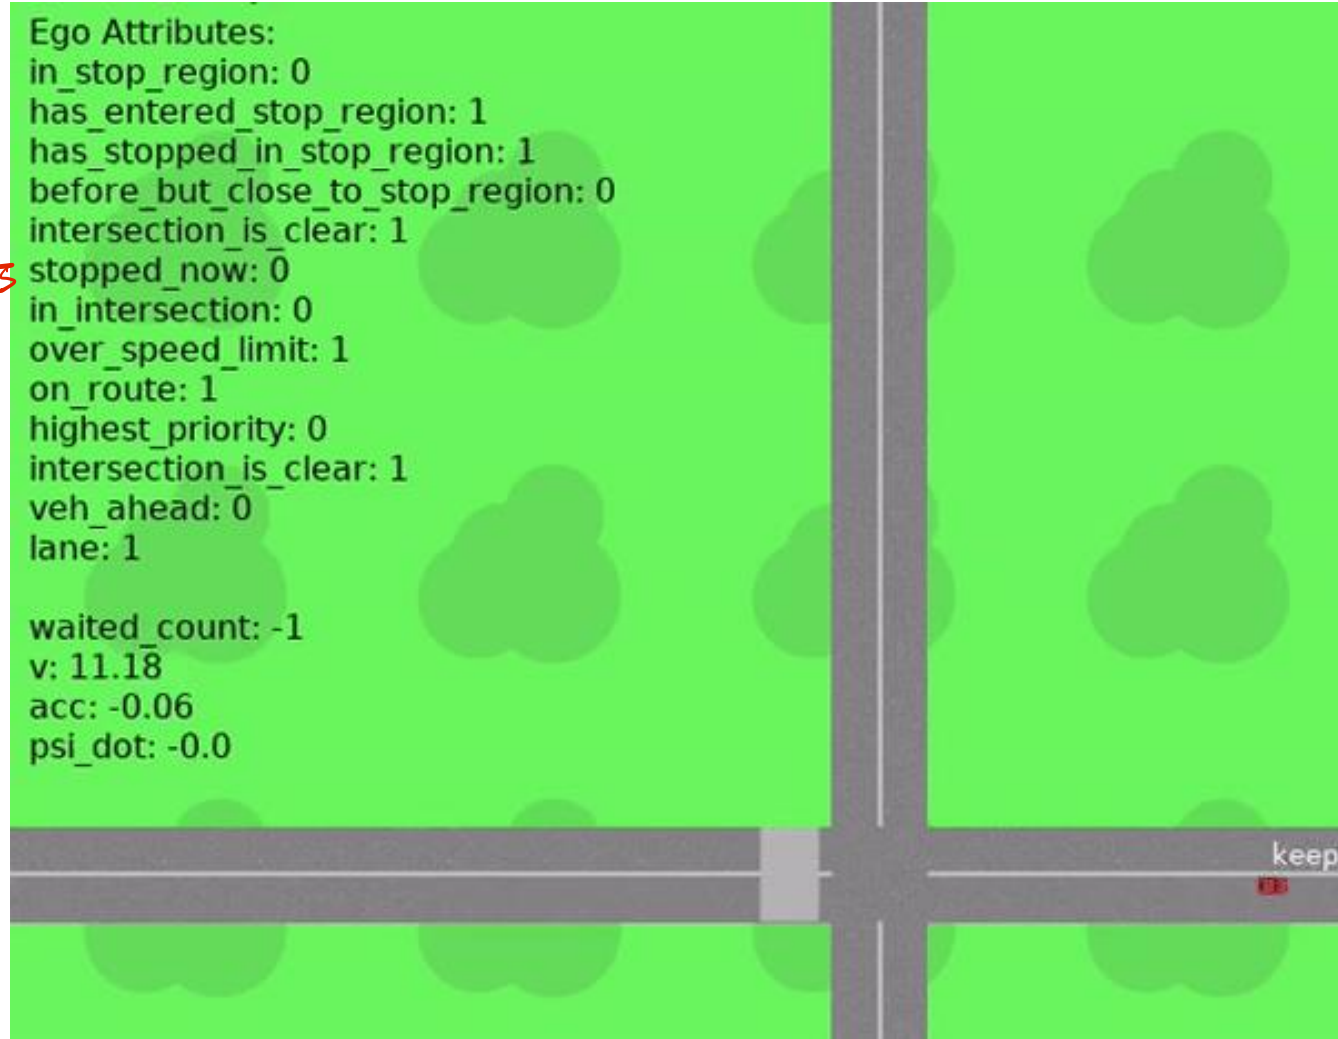 Ego Attributes:
in_stop_region: 0
has_entered_stop_region: 1
has_stopped_in_stop_region: 1
before_but_close_to_stop_region: 0
intersection_is_clear: 1
stopped_now: 0
in_intersection: 0
over_speed_limit: 1
on_route: 1
highest_priority: 0
intersection_is_clear: 1
veh_ahead: 0
lane: 1
waited_count: -1
v: 11.18
acc: -0.06
psi_dot: -0.0
keep